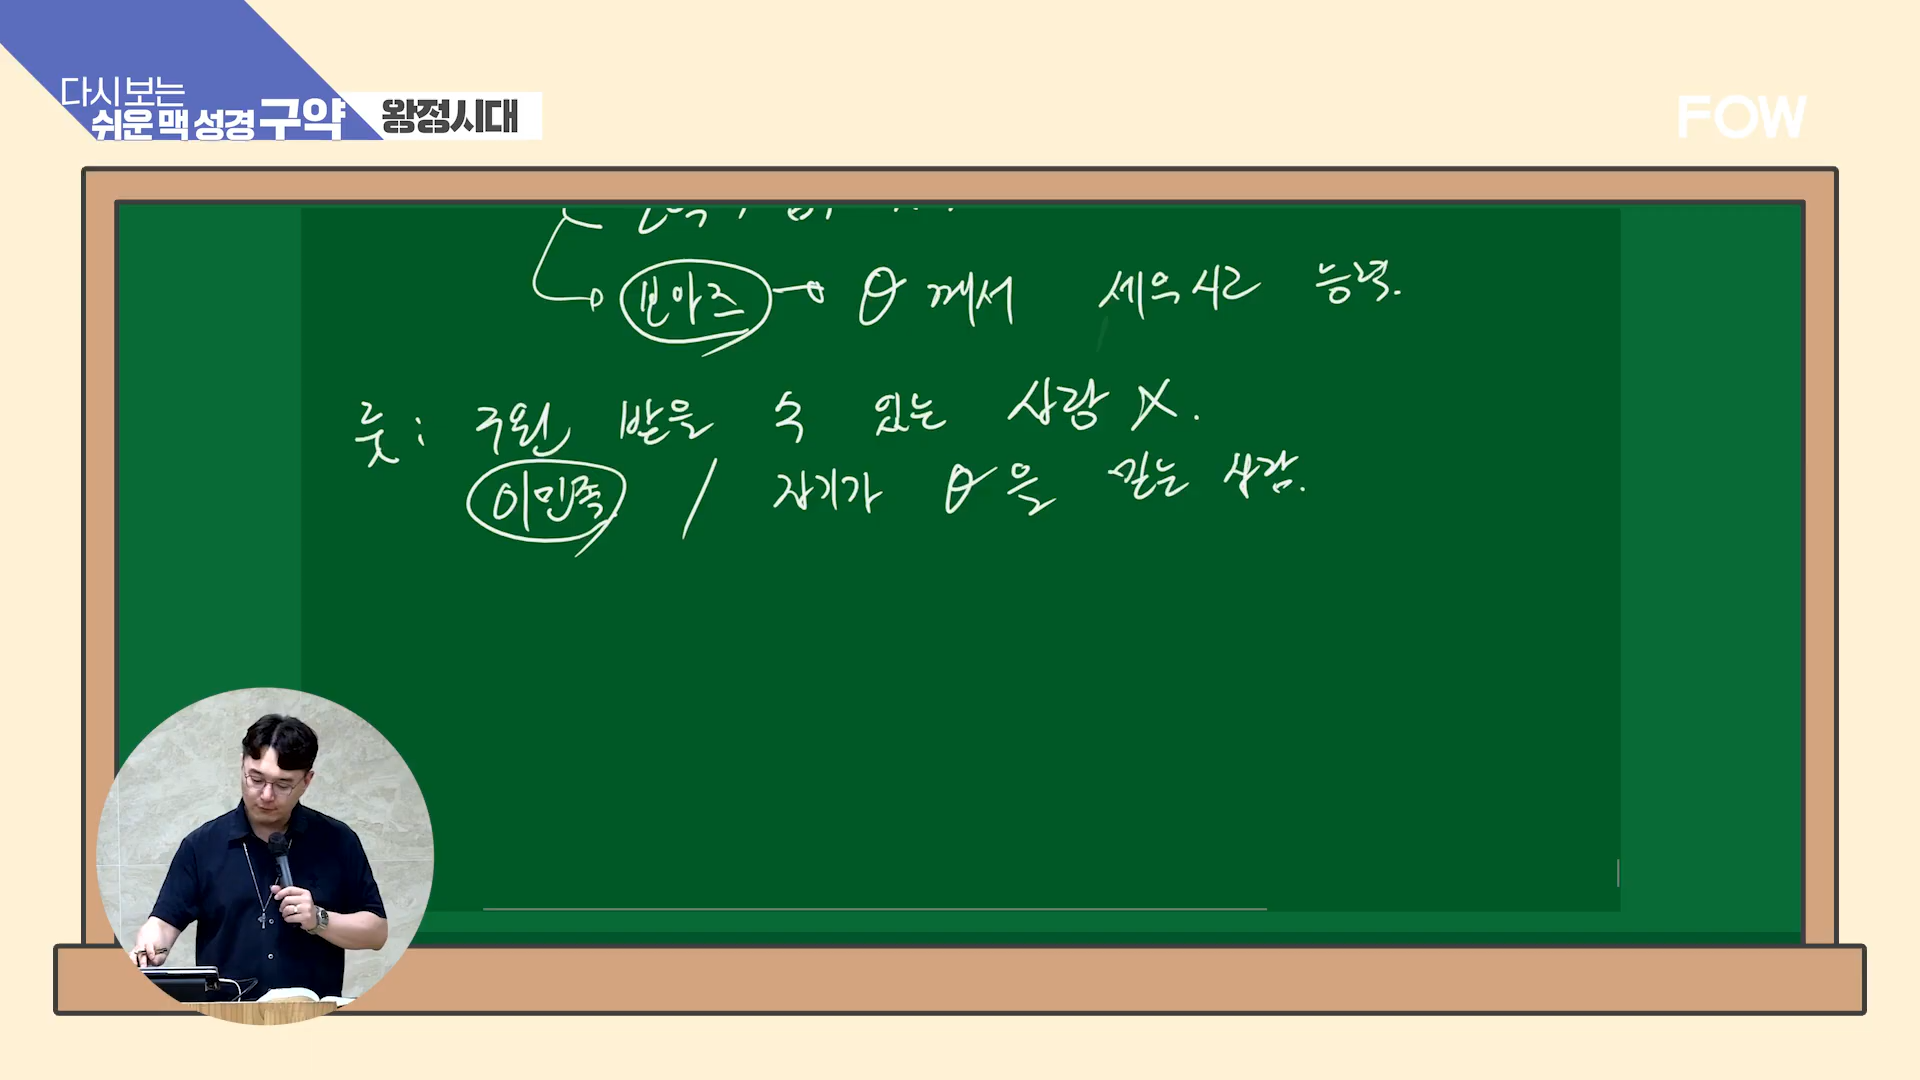 다시 보는
쉬운 맥 성경 구약 왕정시대
FOW
보아즈 → θ께서 세우시고 능력.
룻: 구원 받을 수 있는 사람 X.
이민족 / 자기가 θ을 믿는 사람.